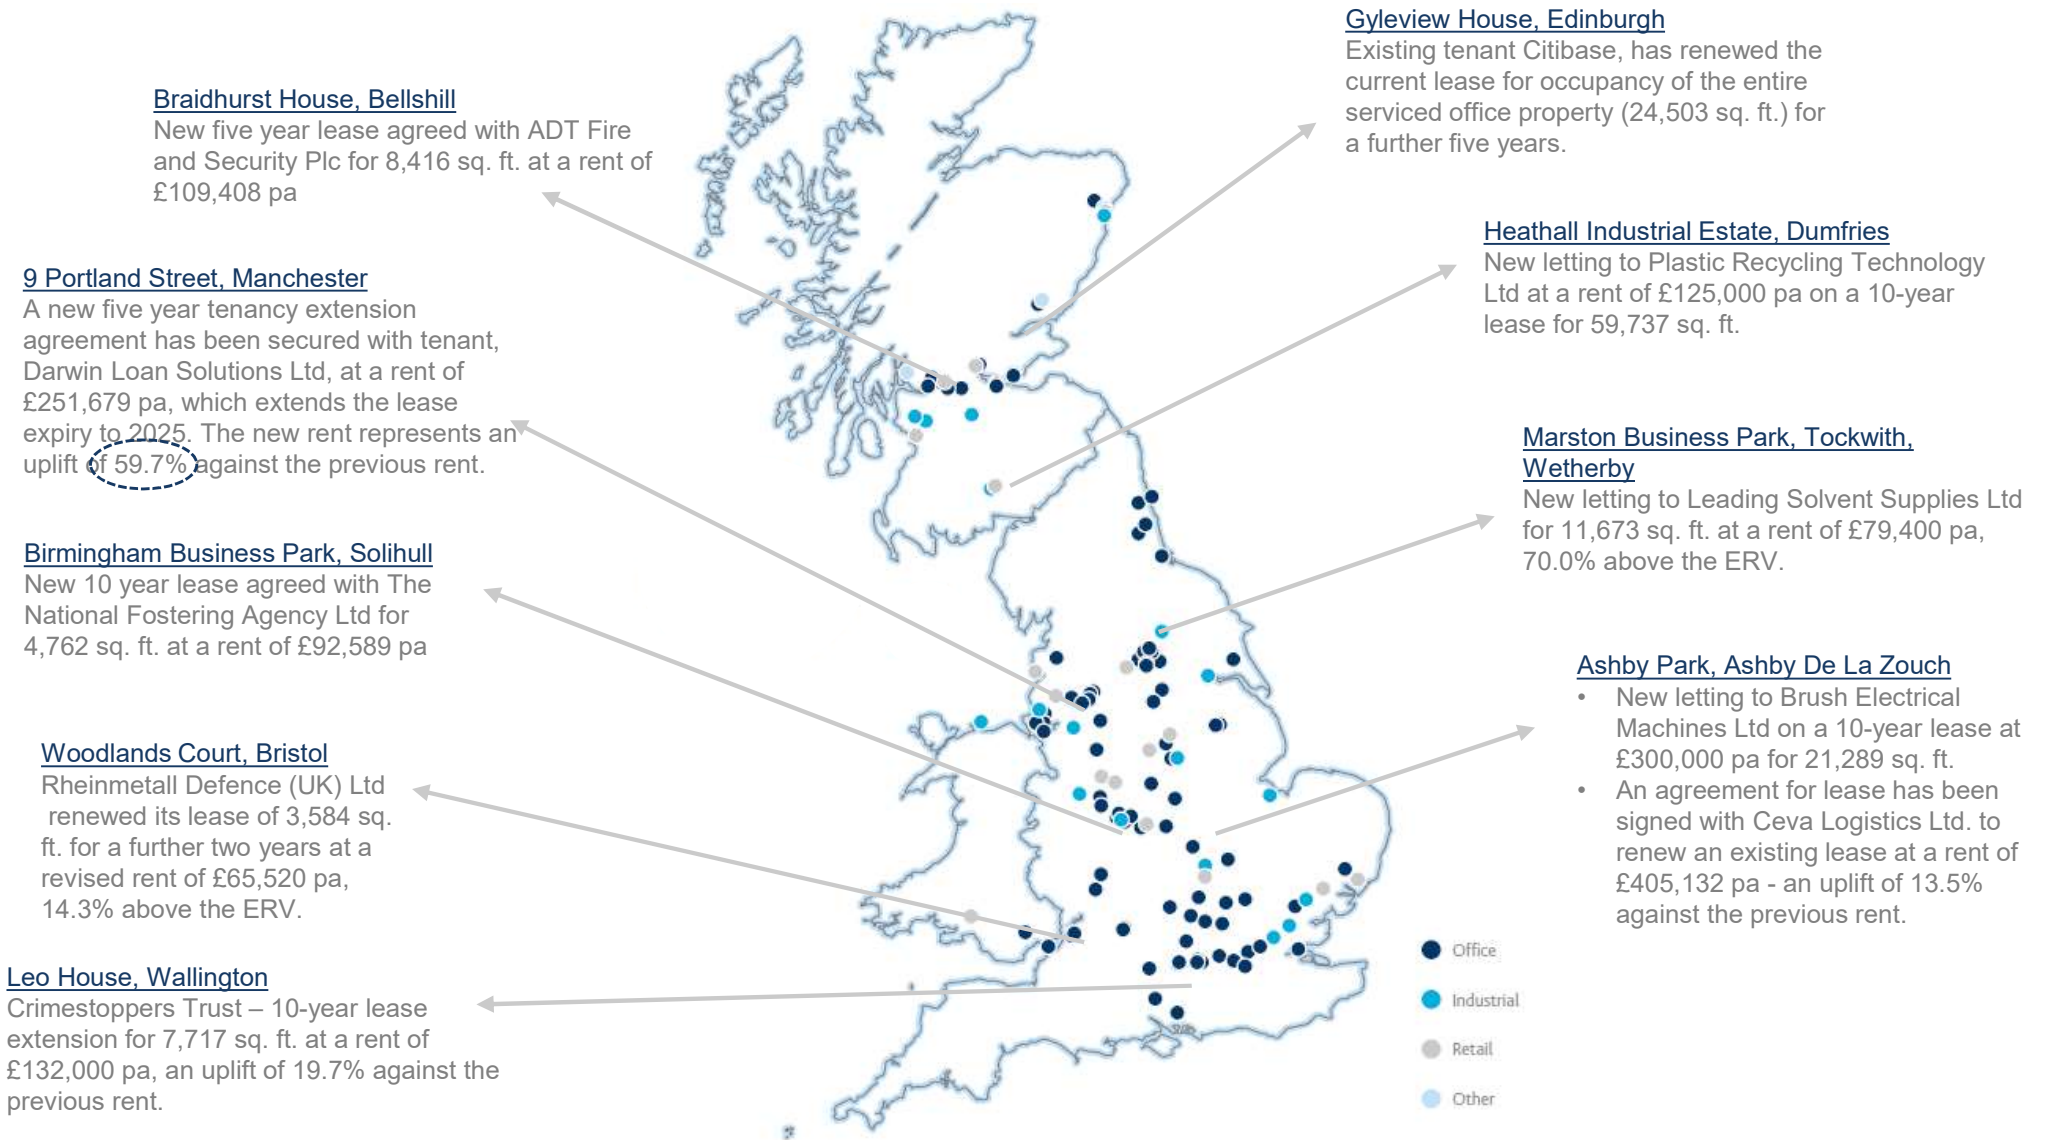 Braidhurst House, Bellshill
New five year lease agreed with ADT Fire
and Security Plc for 8,416 sq. ft. at a rent of
£109,408 pa
9 Portland Street, Manchester
A new five year tenancy extension
agreement has been secured with tenant,
Darwin Loan Solutions Ltd, at a rent of
£251,679 pa, which extends the lease
expiry to 2025. The new rent represents an
uplift of 59.7% against the previous rent.
Birmingham Business Park, Solihull
New 10 year lease agreed with The
National Fostering Agency Ltd for
4,762 sq. ft. at a rent of £92,589 pa
Woodlands Court, Bristol
Rheinmetall Defence (UK) Ltd
renewed its lease of 3,584 sq.
ft. for a further two years at a
revised rent of £65,520 pa,
14.3% above the ERV.
Leo House, Wallington
Crimestoppers Trust – 10-year lease
extension for 7,717 sq. ft. at a rent of
£132,000 pa, an uplift of 19.7% against the
previous rent.
Gyleview House, Edinburgh
Existing tenant Citibase, has renewed the
current lease for occupancy of the entire
serviced office property (24,503 sq. ft.) for
a further five years.
Heathall Industrial Estate, Dumfries
New letting to Plastic Recycling Technology
Ltd at a rent of £125,000 pa on a 10-year
lease for 59,737 sq. ft.
Marston Business Park, Tockwith,
Wetherby
New letting to Leading Solvent Supplies Ltd
for 11,673 sq. ft. at a rent of £79,400 pa,
70.0% above the ERV.
Ashby Park, Ashby De La Zouch
• New letting to Brush Electrical
Machines Ltd on a 10-year lease at
£300,000 pa for 21,289 sq. ft.
• An agreement for lease has been
signed with Ceva Logistics Ltd. to
renew an existing lease at a rent of
£405,132 pa - an uplift of 13.5%
against the previous rent.
Office
Industrial
Retail
Other